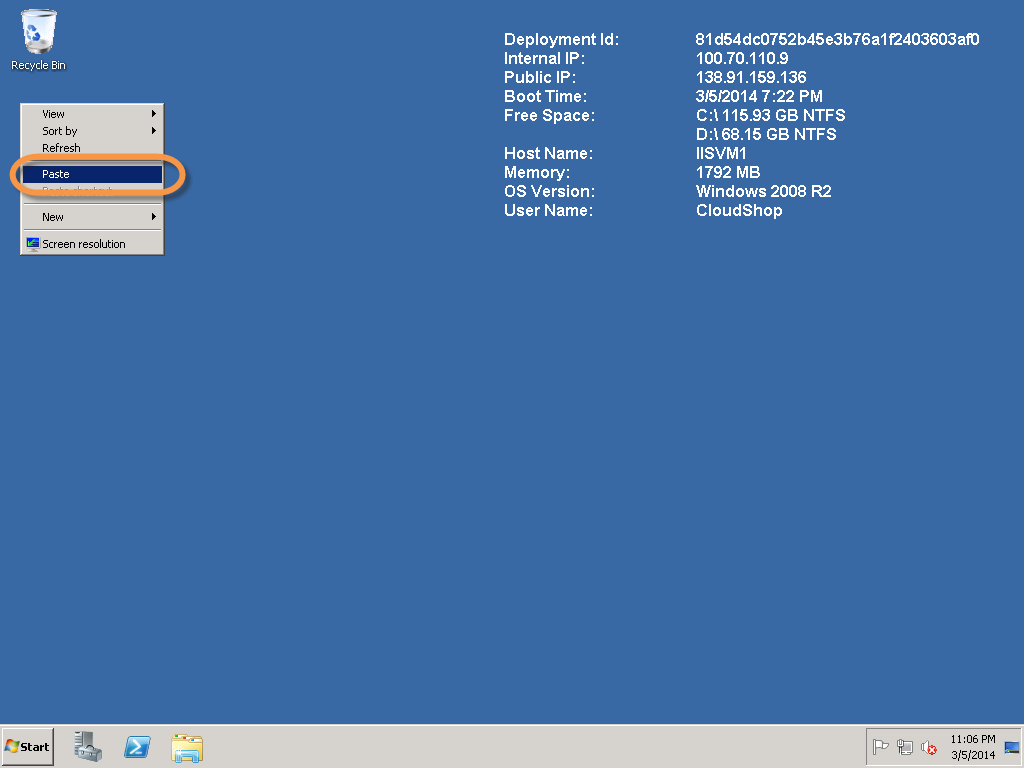 Recycle Bin
View
Sort by
Refresh
Paste
Paste shortcut
New
Screen resolution
Deployment Id: 81d54dc0752b45e3b76a1f2403603af0
Internal IP: 100.70.110.9
Public IP: 138.91.159.136
Boot Time: 3/5/2014 7:22 PM
Free Space: C:\ 115.93 GB NTFS
D:\ 68.15 GB NTFS
Host Name: IISVM1
Memory: 1792 MB
OS Version: Windows 2008 R2
User Name: CloudShop
Start
11:06 PM
3/5/2014